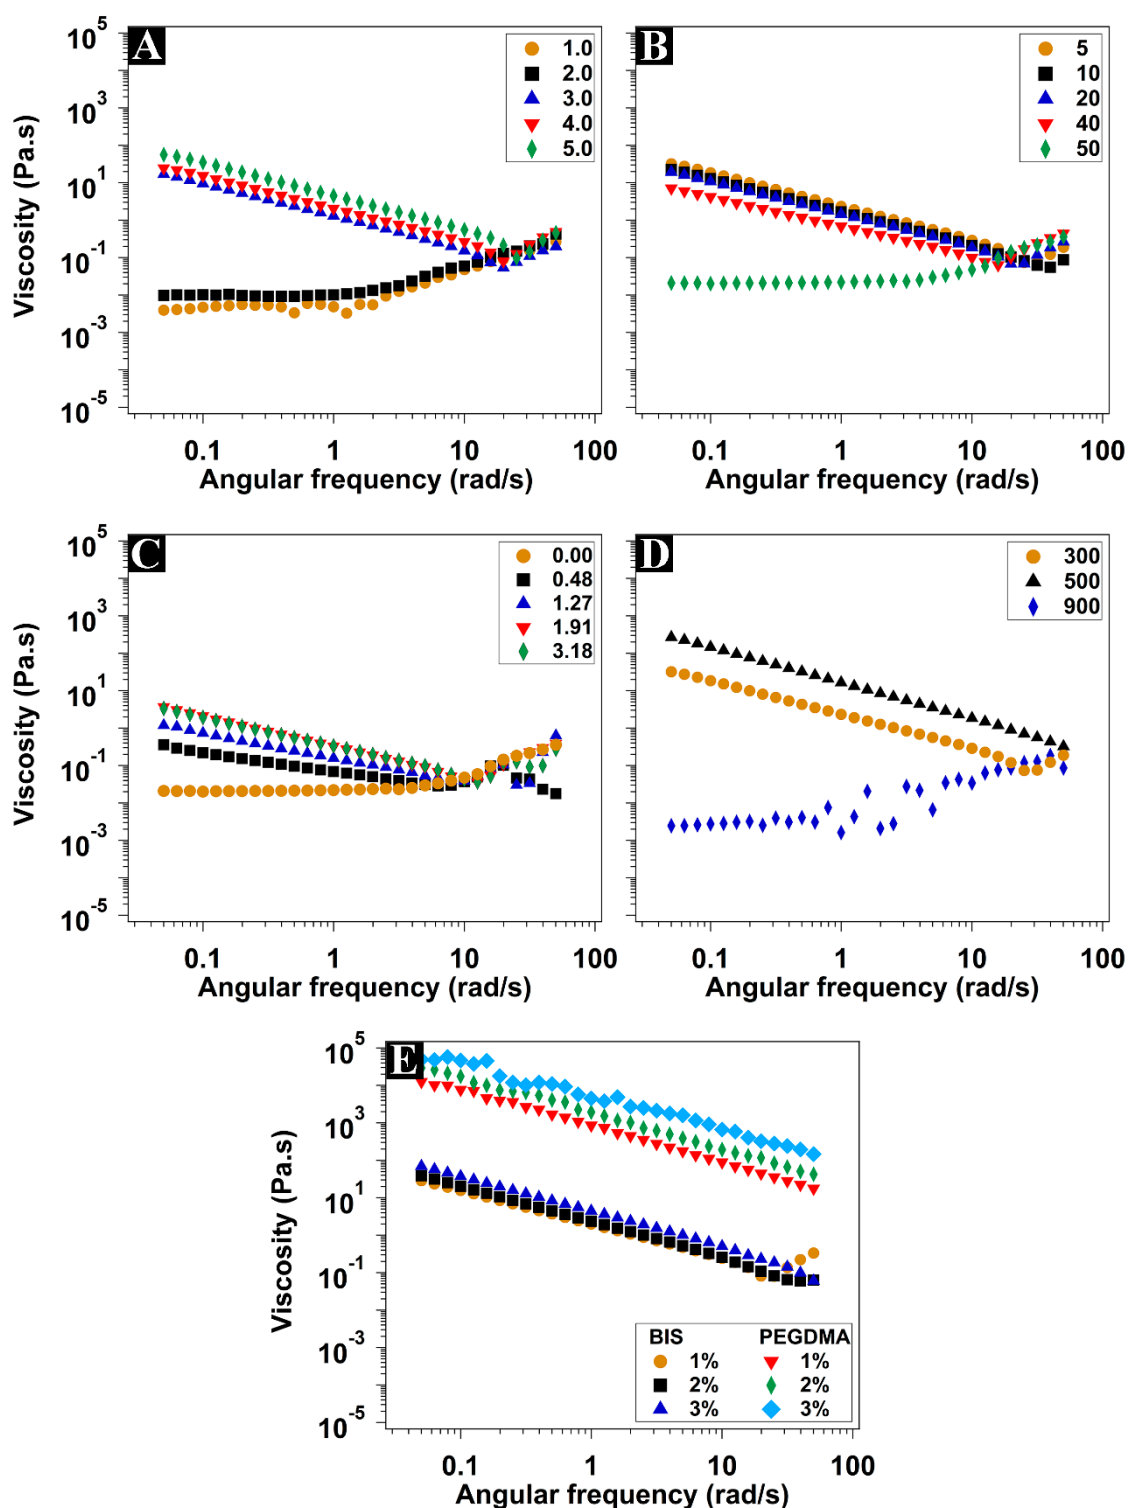 A
B
10^5
10^3
10^1
10^-1
10^-3
10^-5
Viscosity (Pa.s)
1.0
2.0
3.0
4.0
5.0
0.1 1 10 100
Angular frequency (rad/s)
5
10
20
40
50
0.1 1 10 100
Angular frequency (rad/s)
C
D
10^5
10^3
10^1
10^-1
10^-3
10^-5
Viscosity (Pa.s)
0.00
0.48
1.27
1.91
3.18
0.1 1 10 100
Angular frequency (rad/s)
300
500
900
0.1 1 10 100
Angular frequency (rad/s)
E
10^5
10^3
10^1
10^-1
10^-3
10^-5
Viscosity (Pa.s)
BIS PEGDMA
1% 1%
2% 2%
3% 3%
0.1 1 10 100
Angular frequency (rad/s)